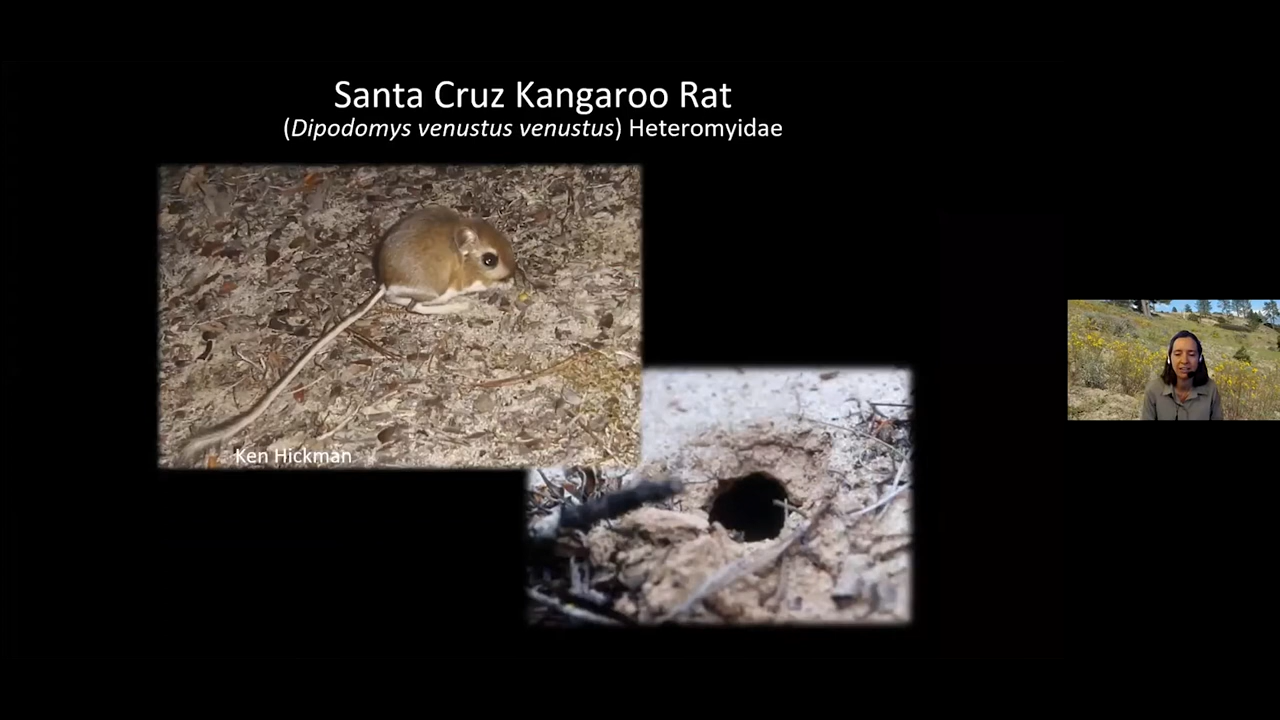 Santa Cruz Kangaroo Rat
(Dipodomys venustus venustus) Heteromyidae
Ken Hickman